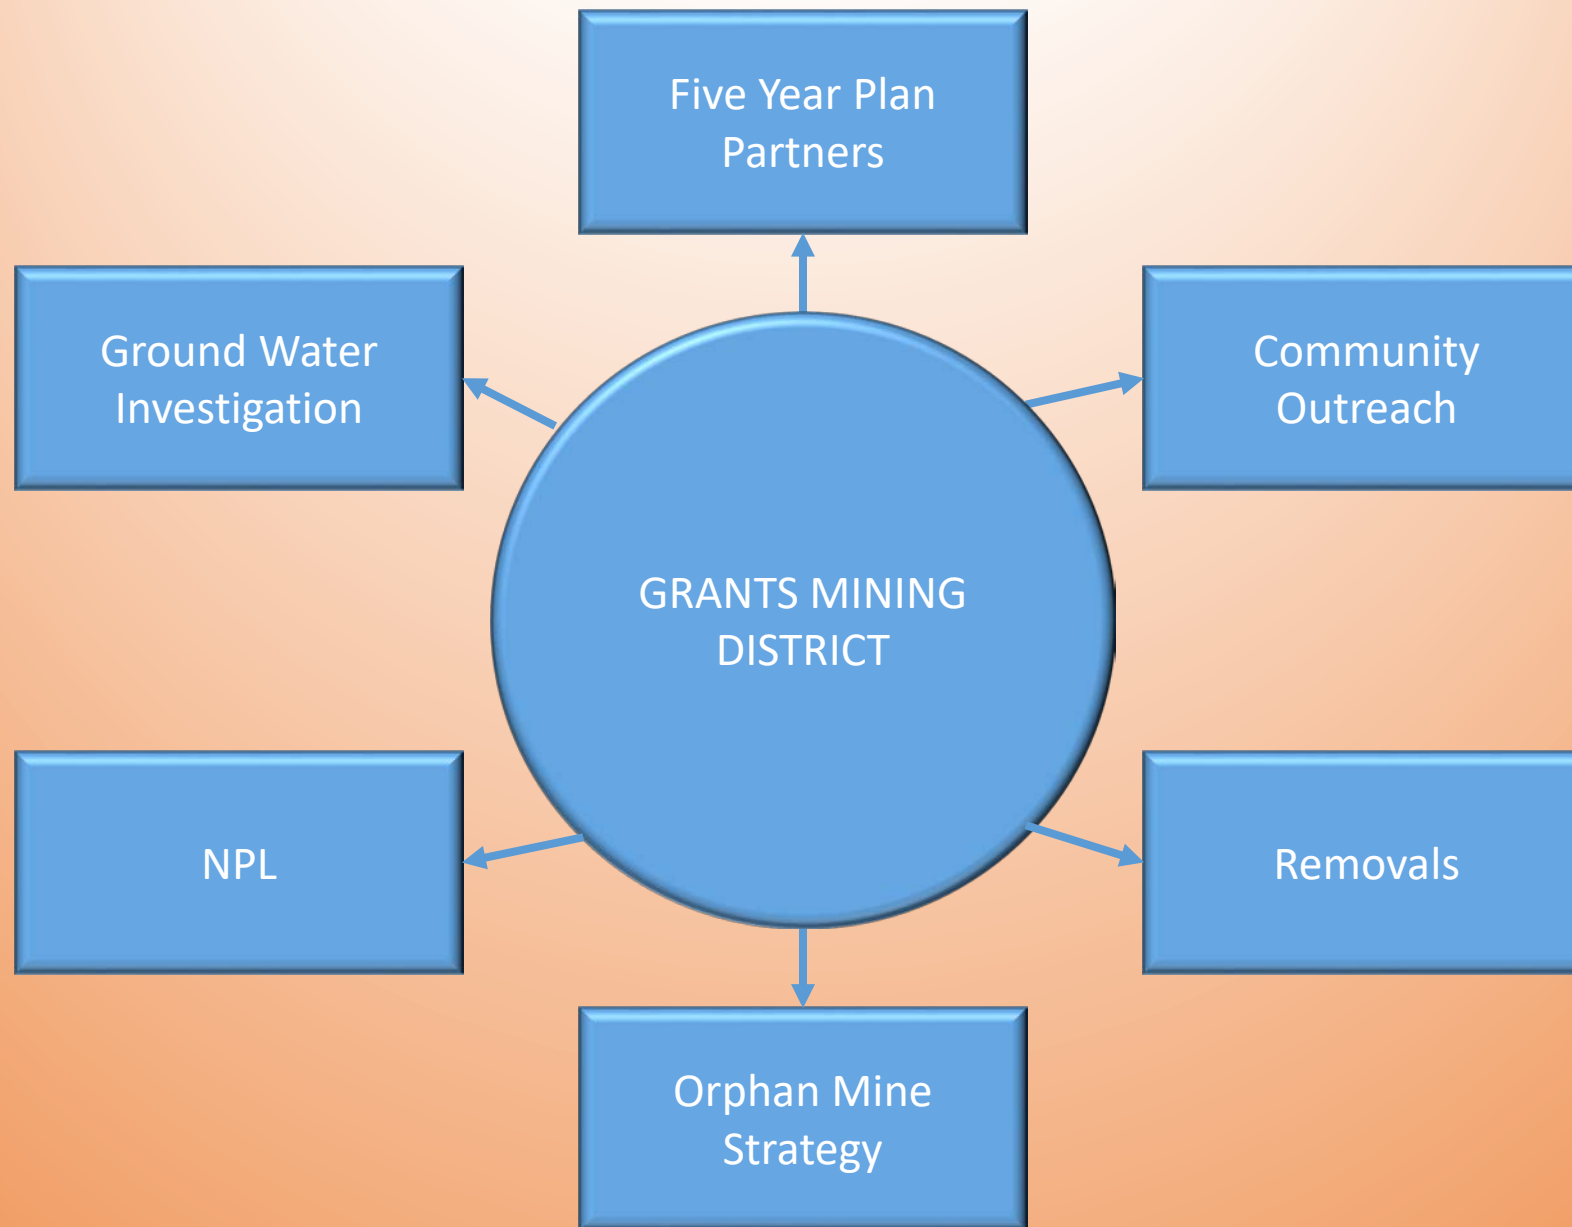 Five Year Plan
Partners
Ground Water
Investigation
Community
Outreach
GRANTS MINING
DISTRICT
NPL
Removals
Orphan Mine
Strategy